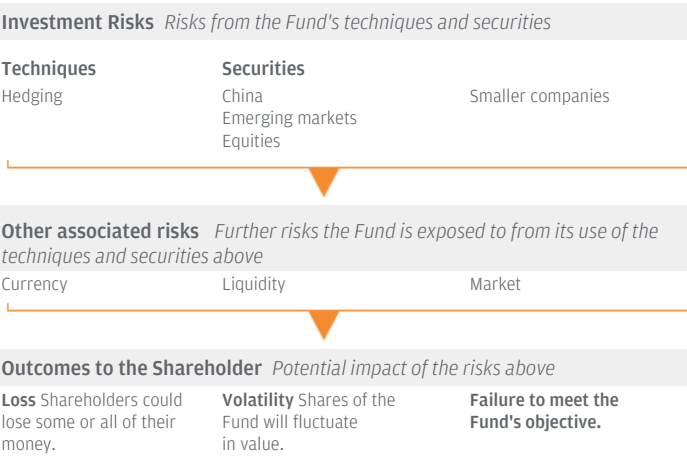 Investment Risks Risks from the Fund's techniques and securities
Techniques Securities
Hedging China Smaller companies
Emerging markets
Equities
Other associated risks Further risks the Fund is exposed to from its use of the
techniques and securities above
Currency Liquidity Market
Outcomes to the Shareholder Potential impact of the risks above
Loss Shareholders could
lose some or all of their
money.
Volatility Shares of the
Fund will fluctuate
in value.
Failure to meet the
Fund's objective.